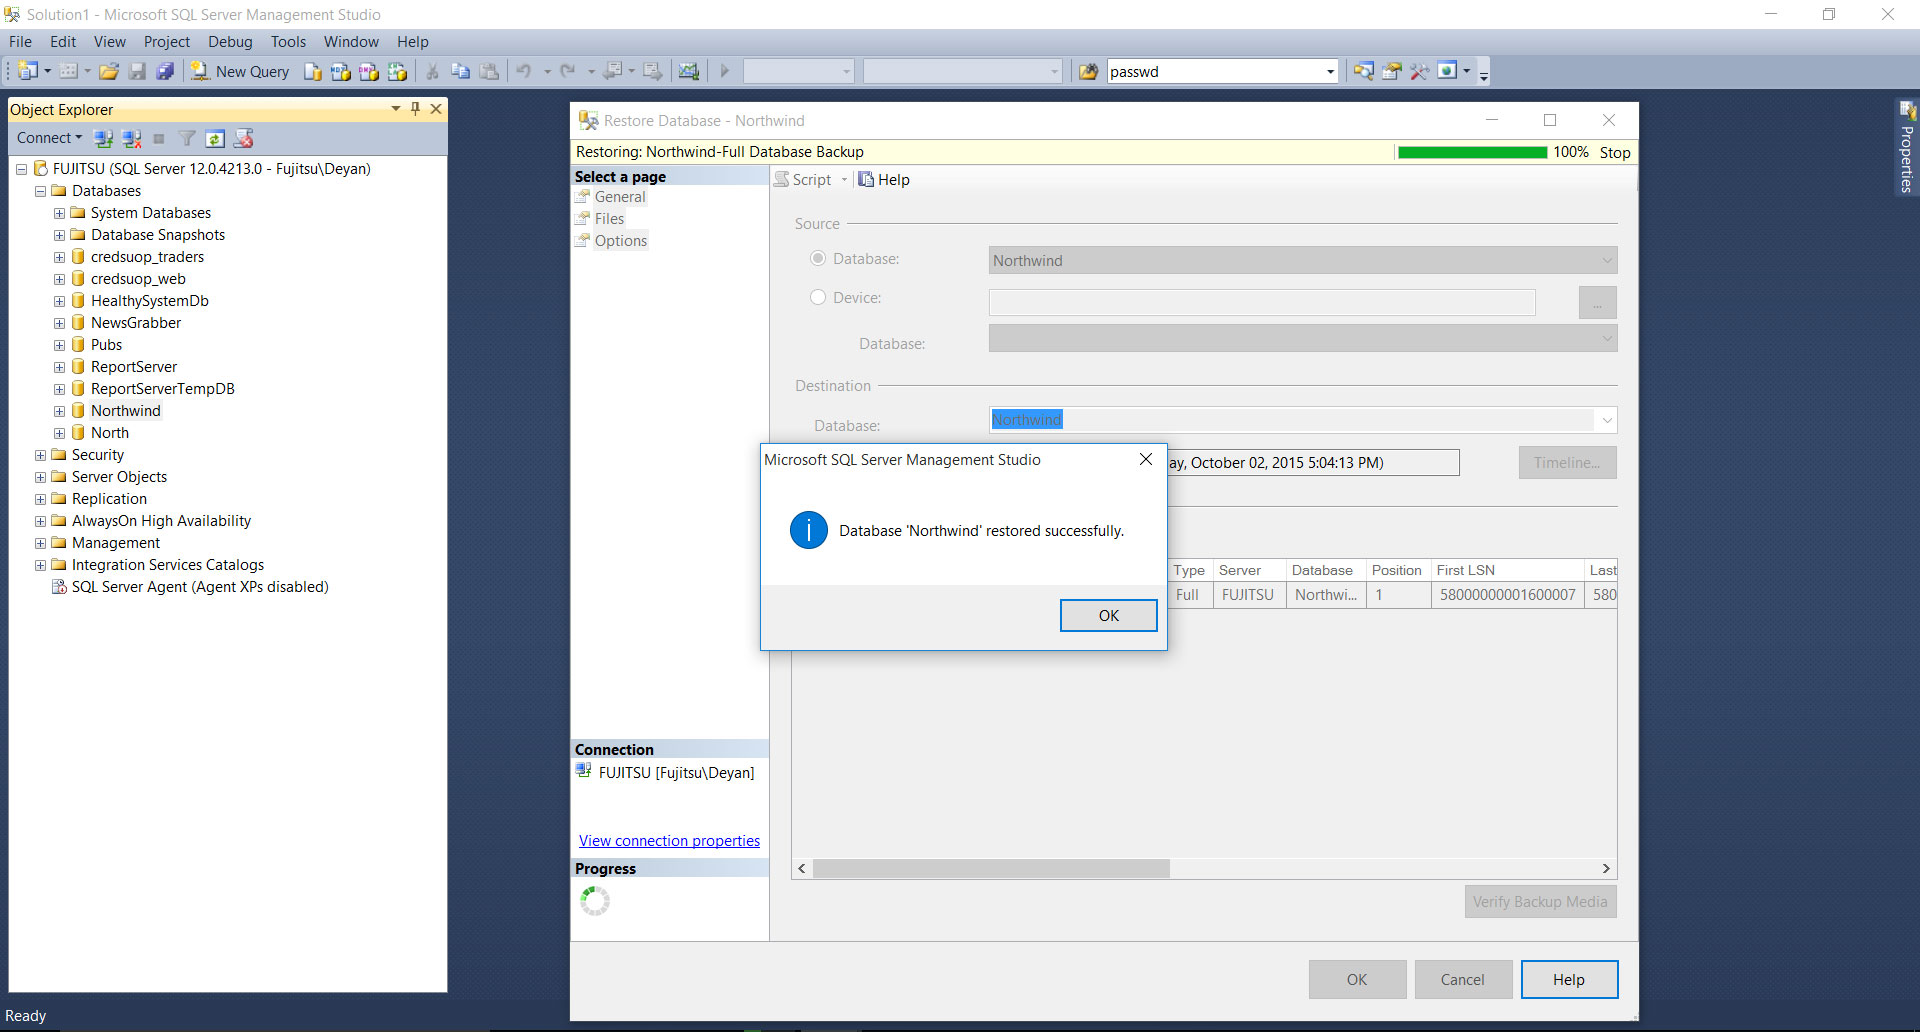 Solution1 - Microsoft SQL Server Management Studio
File Edit View Project Debug Tools Window Help
New Query passwd
Object Explorer
Connect
FUJITSU (SQL Server 12.0.4213.0 - Fujitsu\Deyan)
Databases
System Databases
Database Snapshots
credsuop_traders
credsuop_web
HealthySystemDb
NewsGrabber
Pubs
ReportServer
ReportServerTempDB
Northwind
North
Security
Server Objects
Replication
AlwaysOn High Availability
Management
Integration Services Catalogs
SQL Server Agent (Agent XPs disabled)
Restore Database - Northwind
Restoring: Northwind-Full Database Backup 100% Stop
Select a page
General
Files
Options
Script Help
Source
Database: Northwind
Device: ...
Database:
Destination
Database: Northwind
ay, October 02, 2015 5:04:13 PM) Timeline...
Microsoft SQL Server Management Studio
Database 'Northwind' restored successfully.
OK
Type Server Database Position First LSN Last
Full FUJITSU Northwi... 1 58000000001600007 580
Connection
FUJITSU [Fujitsu\Deyan]
View connection properties
Progress
Verify Backup Media
OK Cancel Help
Properties
Ready